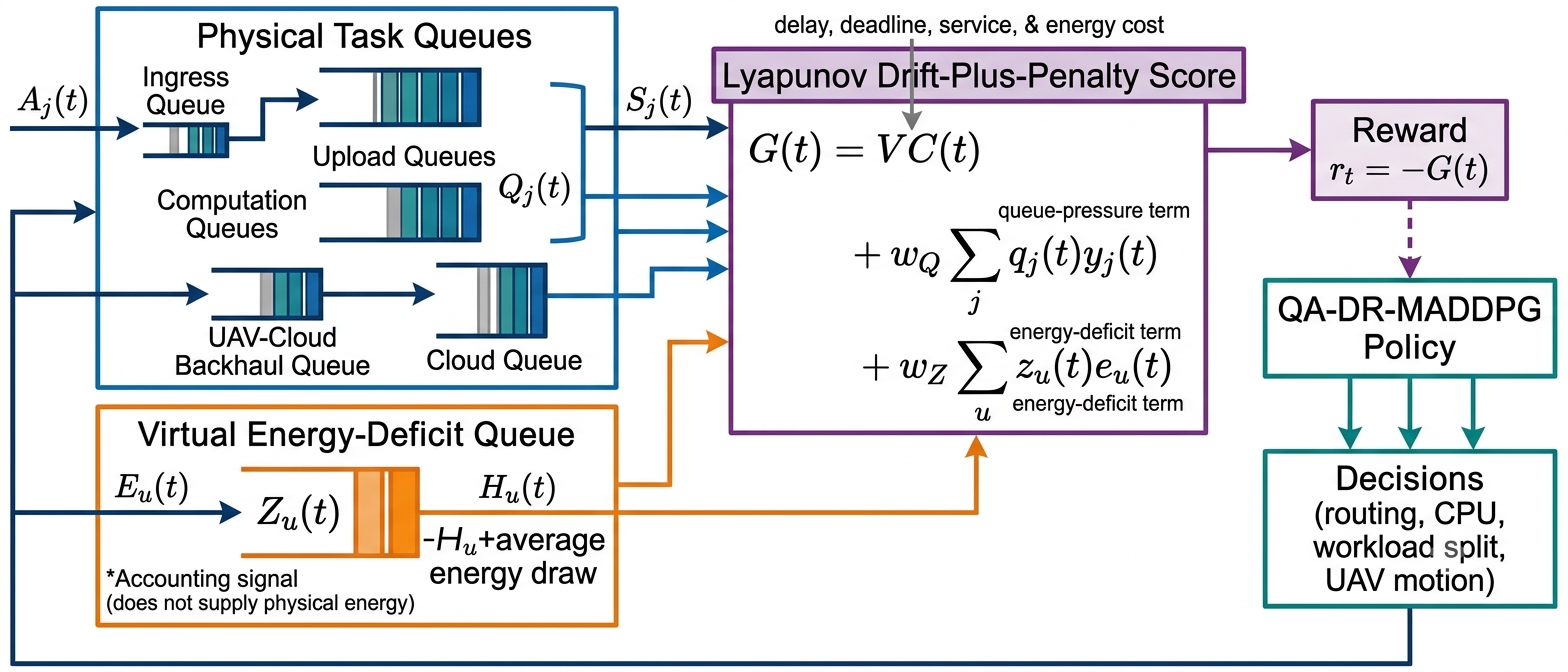 delay, deadline, service, & energy cost
Physical Task Queues
Ingress
Queue
A_j(t)
Upload Queues
S_j(t)
Q_j(t)
Computation
Queues
UAV-Cloud
Backhaul Queue
Cloud Queue
Lyapunov Drift-Plus-Penalty Score
G(t) = VC(t)
queue-pressure term
+ w_Q ∑_j q_j(t)y_j(t)
energy-deficit term
+ w_Z ∑_u z_u(t)e_u(t)
energy-deficit term
Reward
r_t = −G(t)
QA-DR-MADDPG
Policy
Decisions
(routing, CPU,
workload split,
UAV motion)
Virtual Energy-Deficit Queue
E_u(t)
Z_u(t)
H_u(t)
-H_u+average
energy draw
*Accounting signal
(does not supply physical energy)